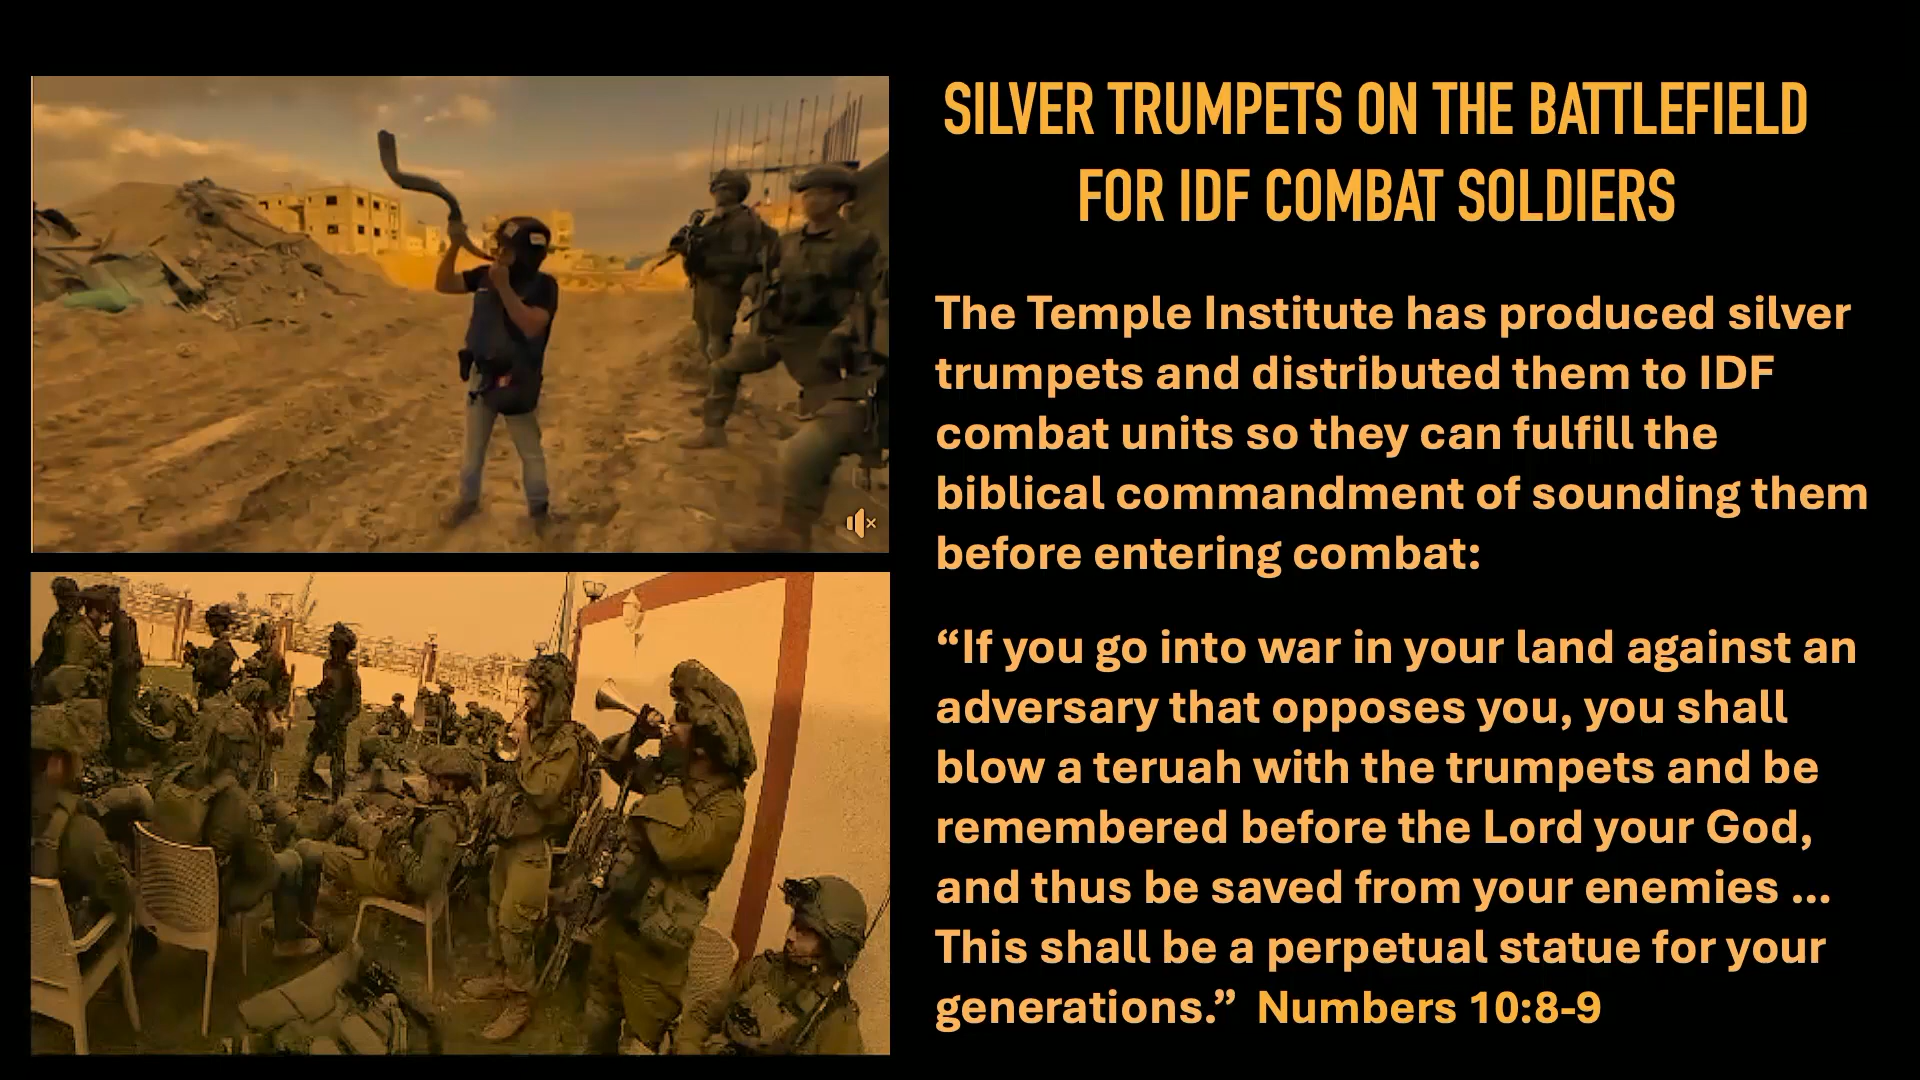 SILVER TRUMPETS ON THE BATTLEFIELD
FOR IDF COMBAT SOLDIERS
The Temple Institute has produced silver
trumpets and distributed them to IDF
combat units so they can fulfill the
biblical commandment of sounding them
before entering combat:
“If you go into war in your land against an
adversary that opposes you, you shall
blow a teruah with the trumpets and be
remembered before the Lord your God,
and thus be saved from your enemies ...
This shall be a perpetual statue for your
generations.” Numbers 10:8-9